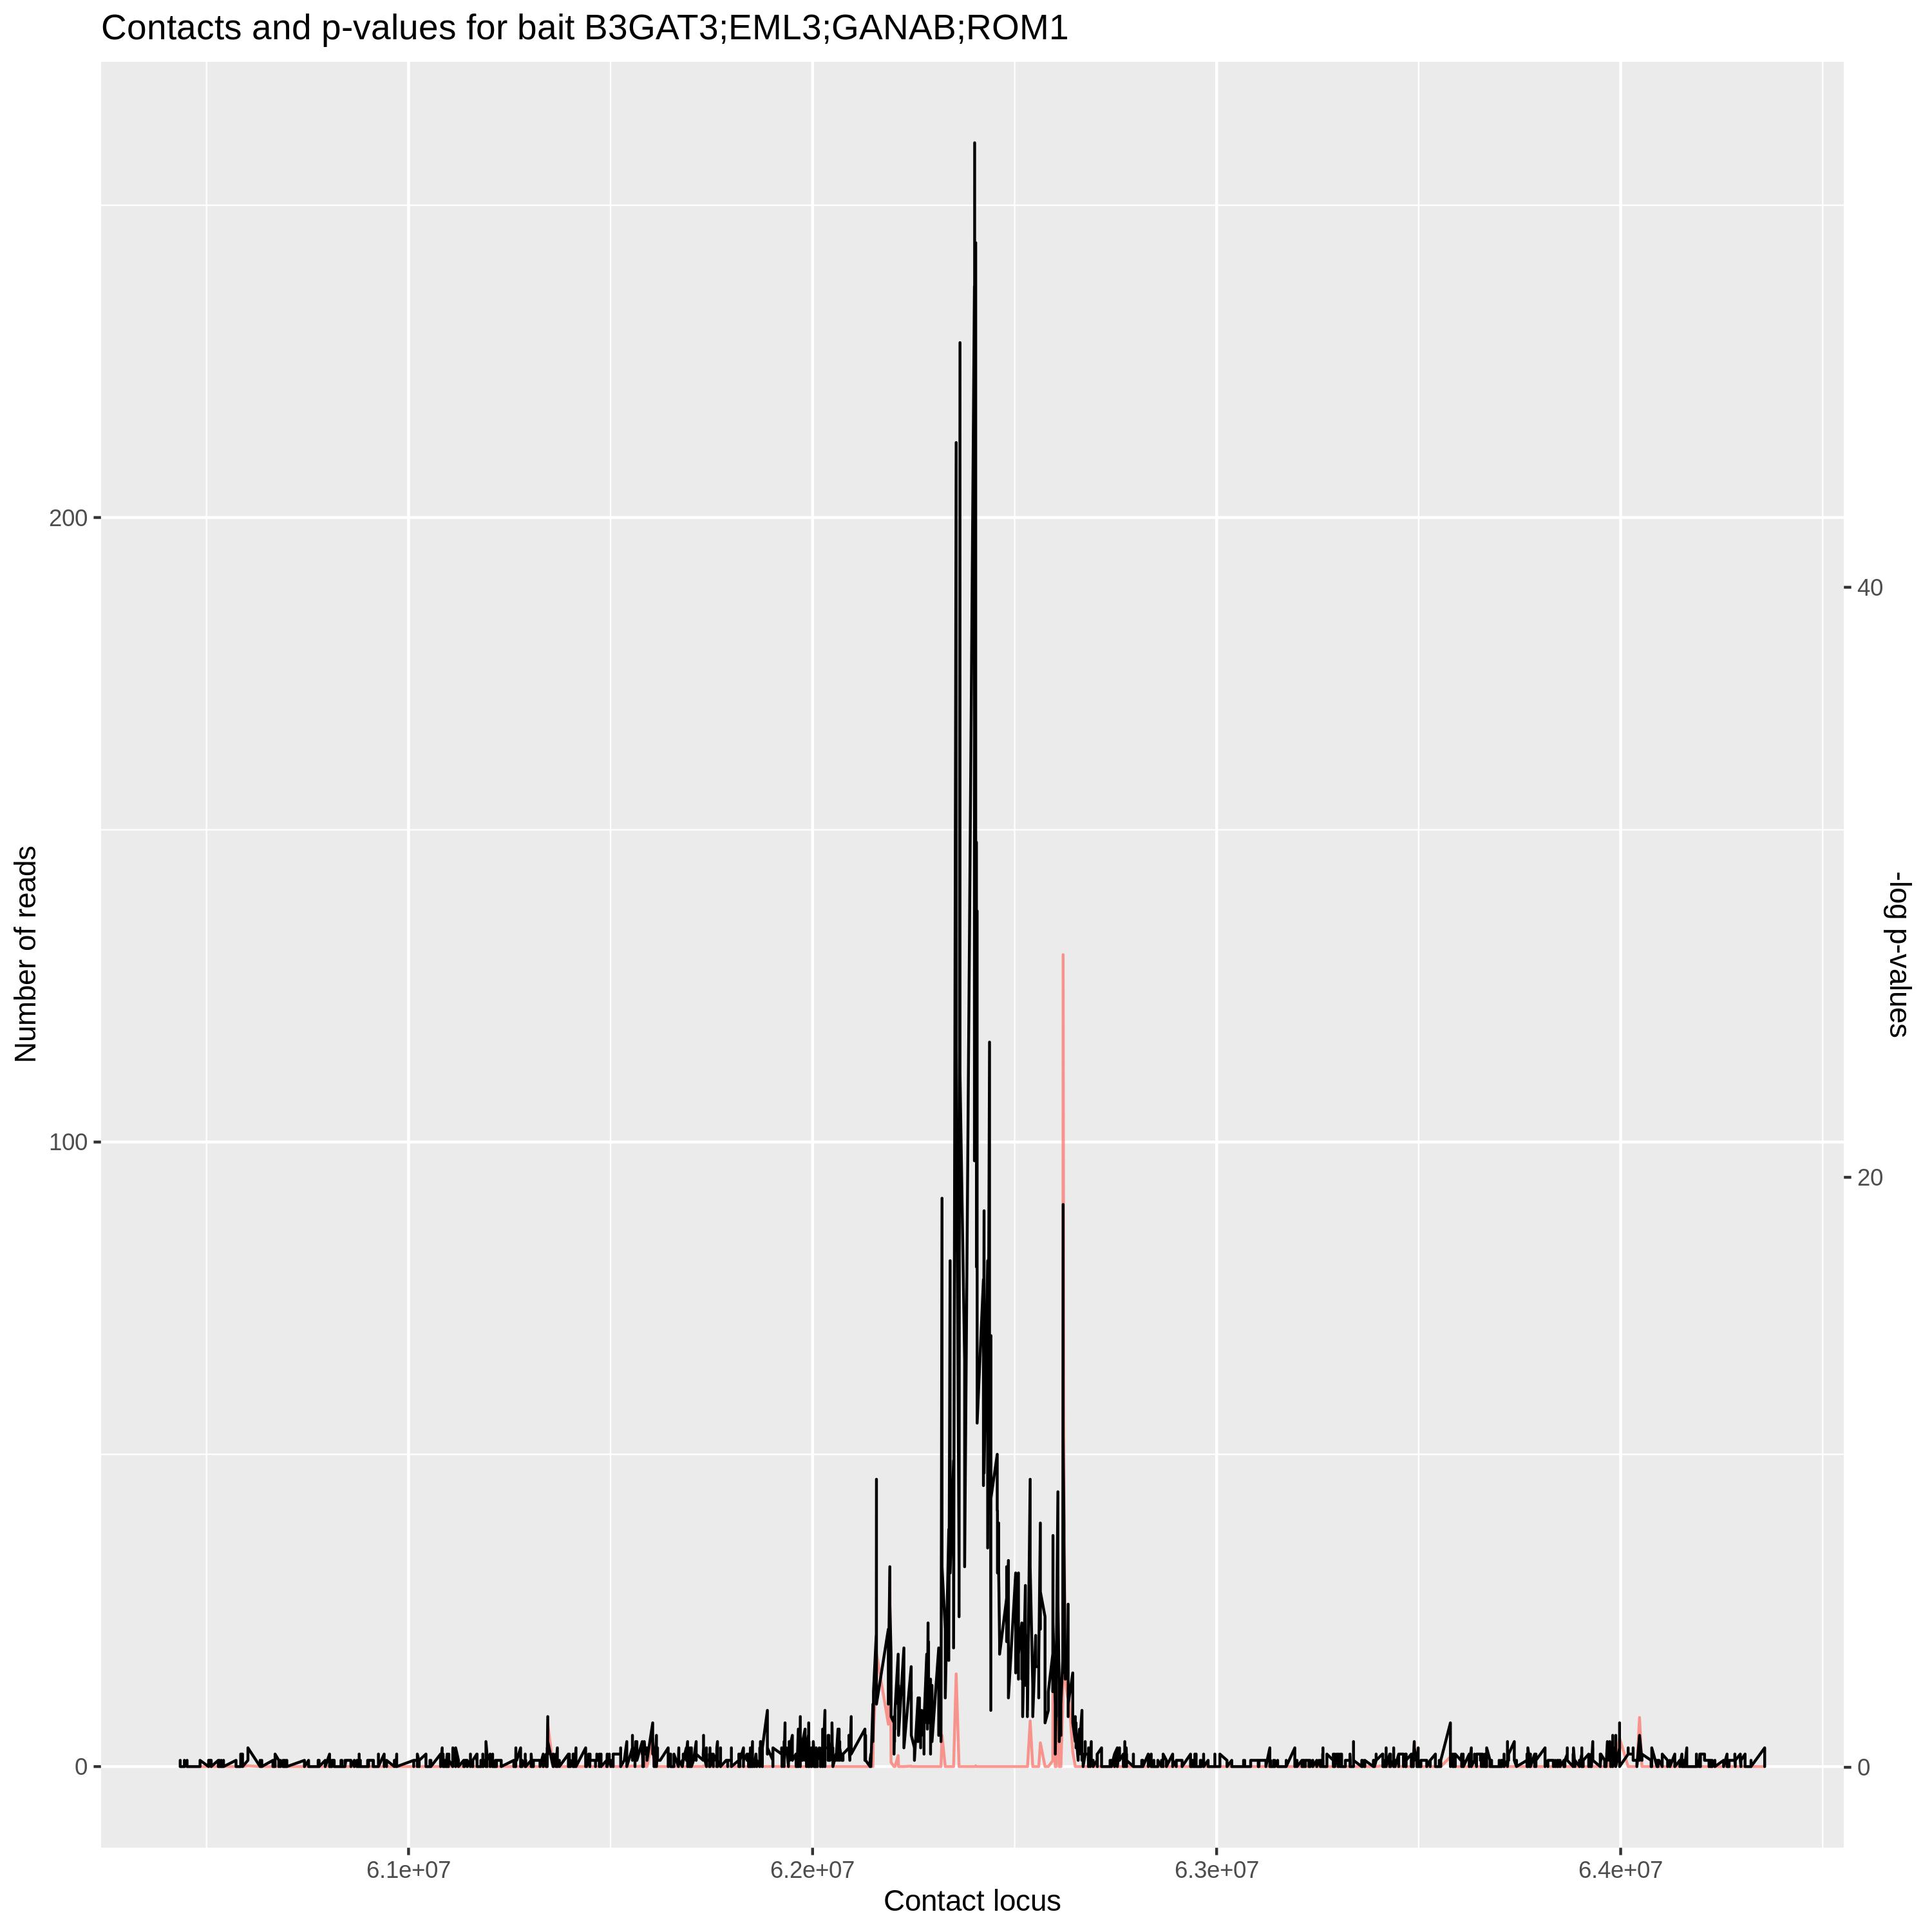 Contacts and p-values for bait B3GAT3;EML3;GANAB;ROM1
Number of reads
200
100
0
-log p-values
40
20
0
6.1e+07
6.2e+07
6.3e+07
6.4e+07
Contact locus